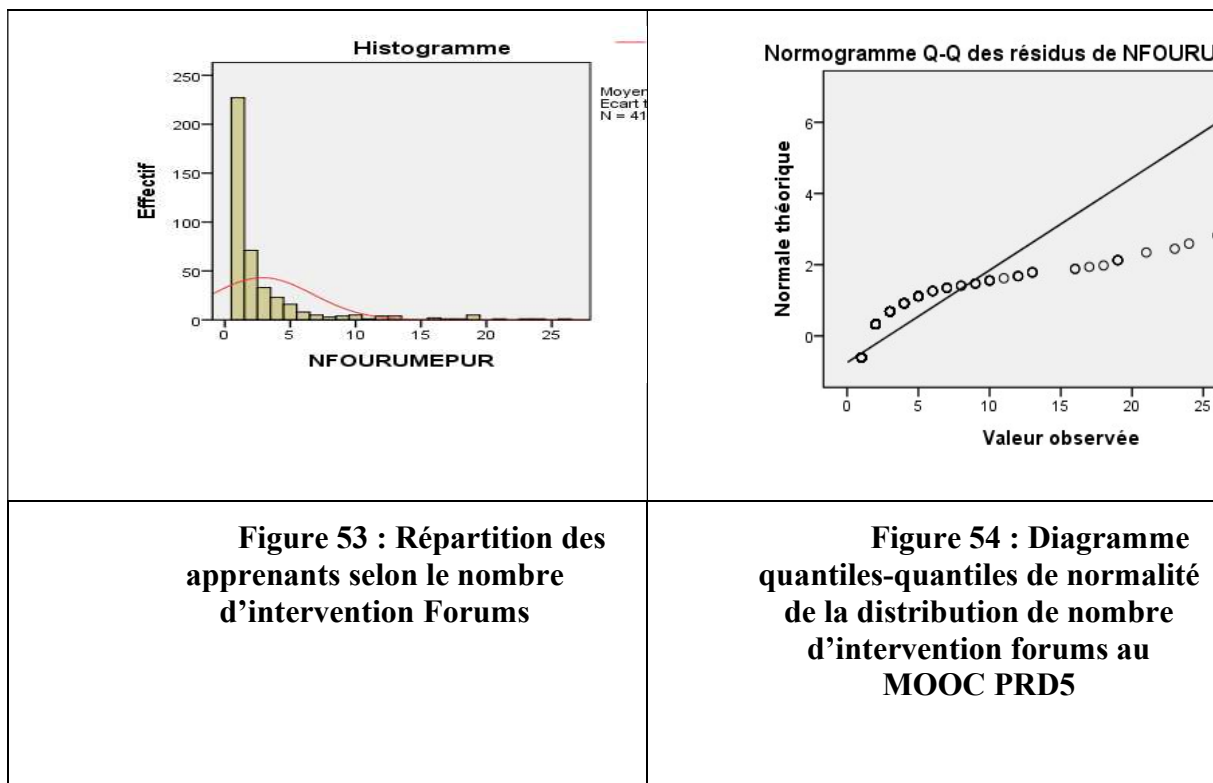 Histogramme
250
200
150
100
50
0
Effectif
0 5 10 15 20 25
NFOURUMEPUR
Moyen
Ecart t
N = 41
Normogramme Q-Q des résidus de NFOURU
6
4
2
0
Normale théorique
0 5 10 15 20 25
Valeur observée
Figure 53 : Répartition des
apprenants selon le nombre
d’intervention Forums
Figure 54 : Diagramme
quantiles-quantiles de normalité
de la distribution de nombre
d’intervention forums au
MOOC PRD5